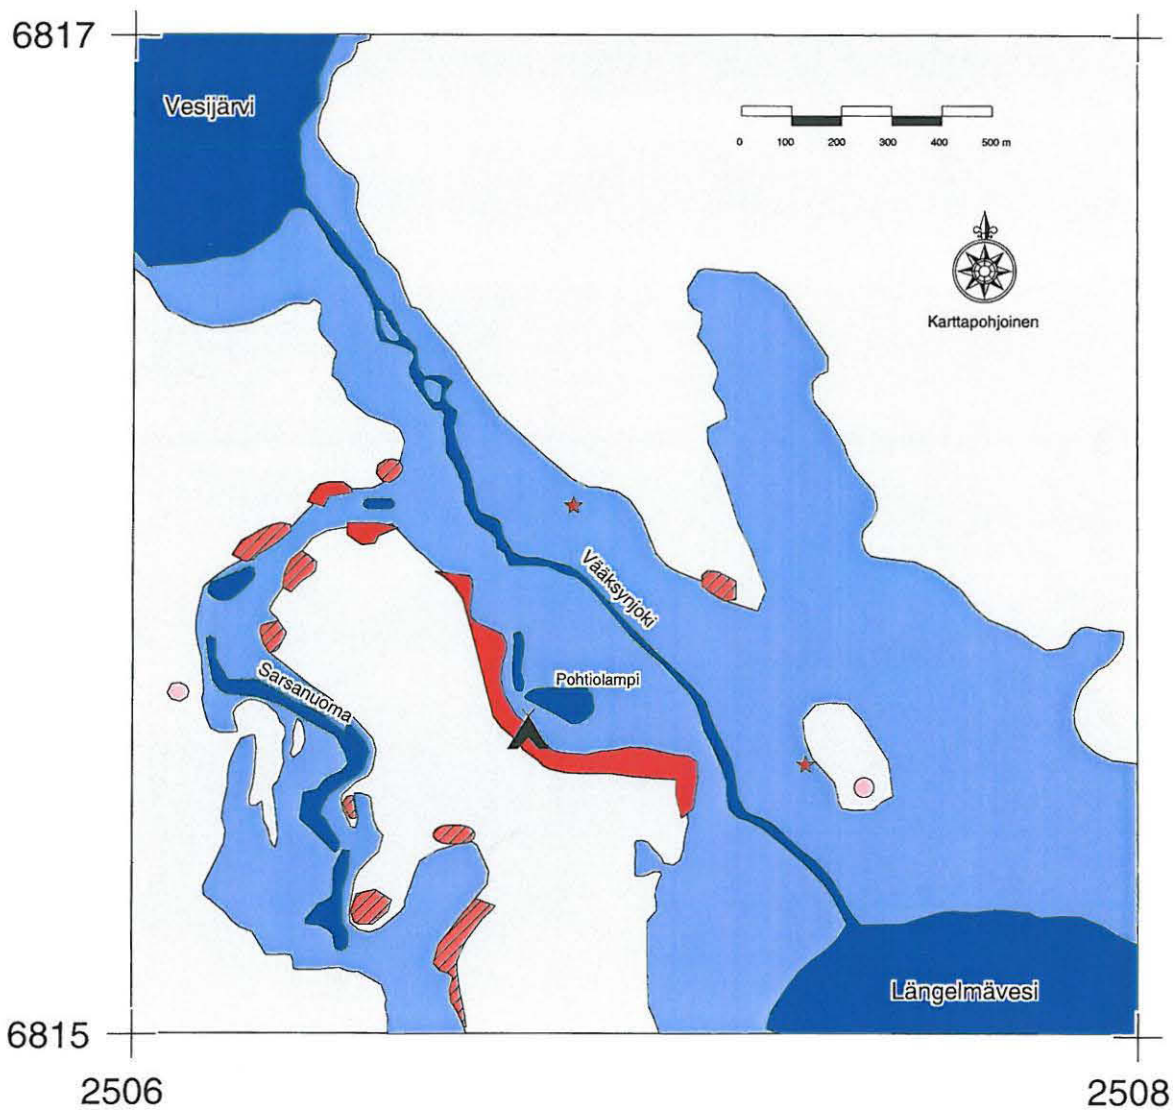 6817
Vesijärvi
0 100 200 300 400 500 m
Karttapohjoinen
Vääksynjoki
Sarsanuoma
Pohtiolampi
Längelmävesi
6815
2506 2508